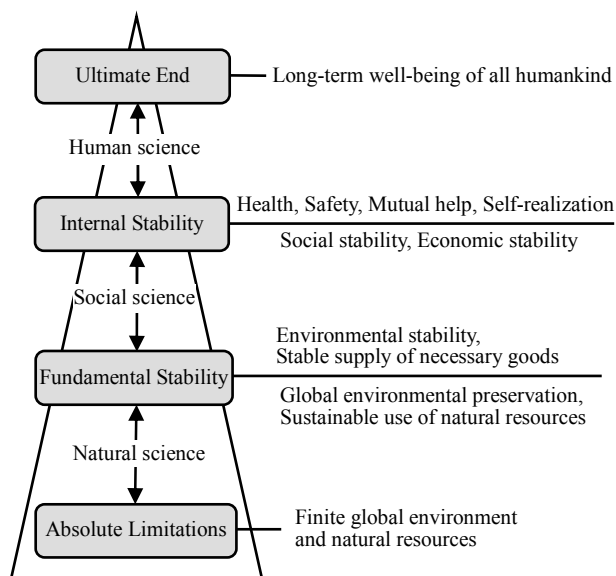 Ultimate End
Long-term well-being of all humankind
Human science
Health, Safety, Mutual help, Self-realization
Internal Stability
Social stability, Economic stability
Social science
Environmental stability,
Stable supply of necessary goods
Fundamental Stability
Global environmental preservation,
Sustainable use of natural resources
Natural science
Absolute Limitations
Finite global environment
and natural resources